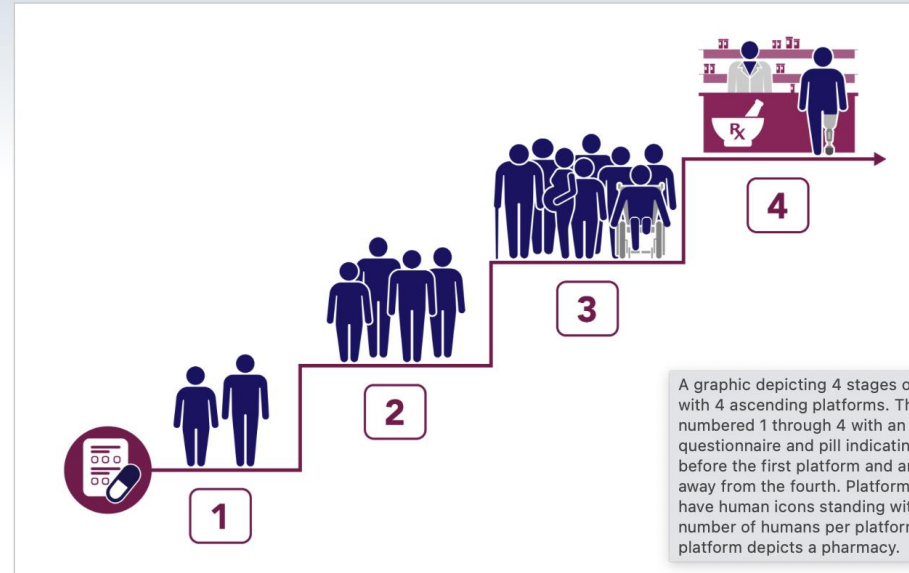 Rx
4
3
2
1
A graphic depicting 4 stages o
with 4 ascending platforms. Th
numbered 1 through 4 with an
questionnaire and pill indicatin
before the first platform and ar
away from the fourth. Platform
have human icons standing wit
number of humans per platform
platform depicts a pharmacy.